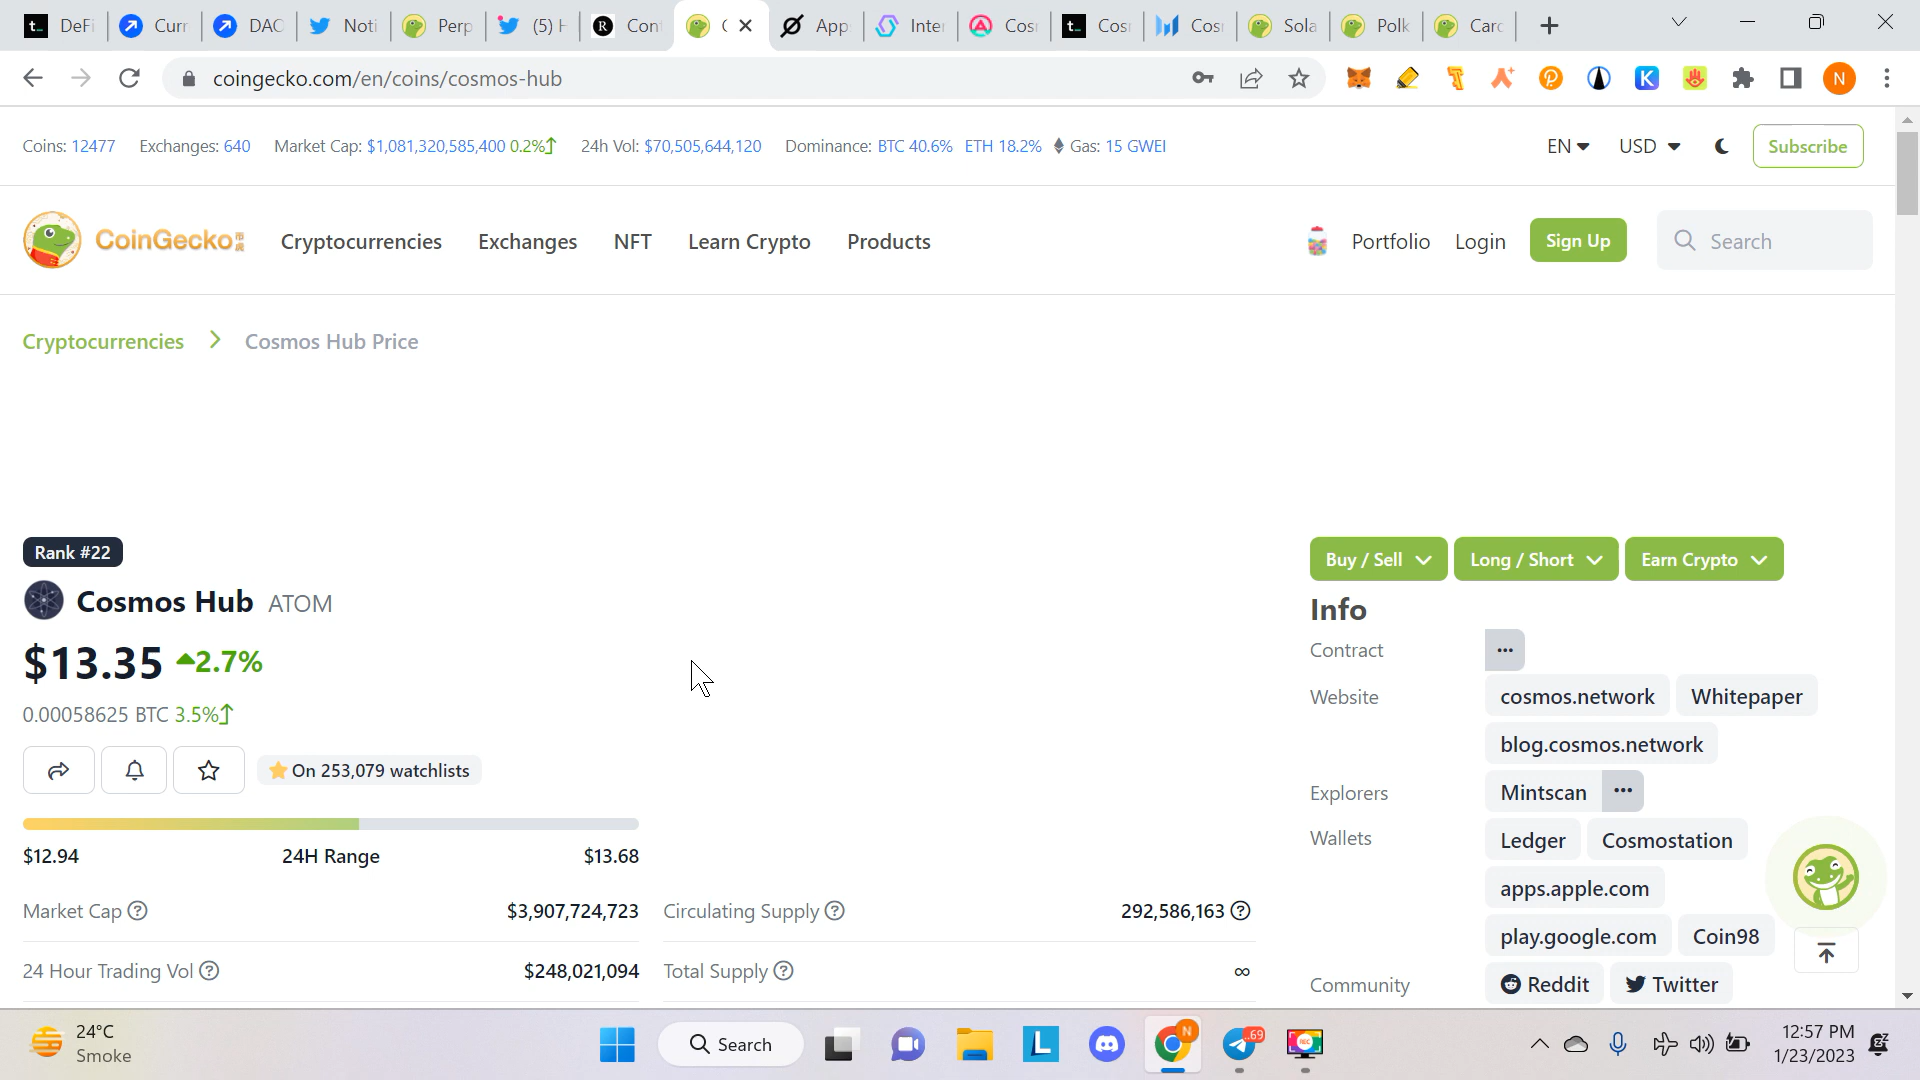 DeFi Curr DAO Noti Perp (5) Con App Inter Cosr Cosr Cosr Sola Polk Card
coingecko.com/en/coins/cosmos-hub N
Coins: 12477 Exchanges: 640 Market Cap: $1,081,320,585,400 0.2% 24h Vol: $70,505,644,120 Dominance: BTC 40.6% ETH 18.2% Gas: 15 GWEI EN USD Subscribe
CoinGecko Cryptocurrencies Exchanges NFT Learn Crypto Products Portfolio Login Sign Up Search
Cryptocurrencies Cosmos Hub Price
Rank #22
Buy / Sell Long / Short Earn Crypto
Cosmos Hub ATOM
Info
$13.35 2.7%
Contract ...
0.00058625 BTC 3.5%
Website cosmos.network Whitepaper
blog.cosmos.network
On 253,079 watchlists
Explorers Mintscan ...
Wallets Ledger Cosmostation
$12.94 24H Range $13.68
apps.apple.com
Market Cap $3,907,724,723 Circulating Supply 292,586,163
play.google.com Coin98
24 Hour Trading Vol $248,021,094 Total Supply ∞
Community Reddit Twitter
24°C
Smoke
Search
12:57 PM
1/23/2023